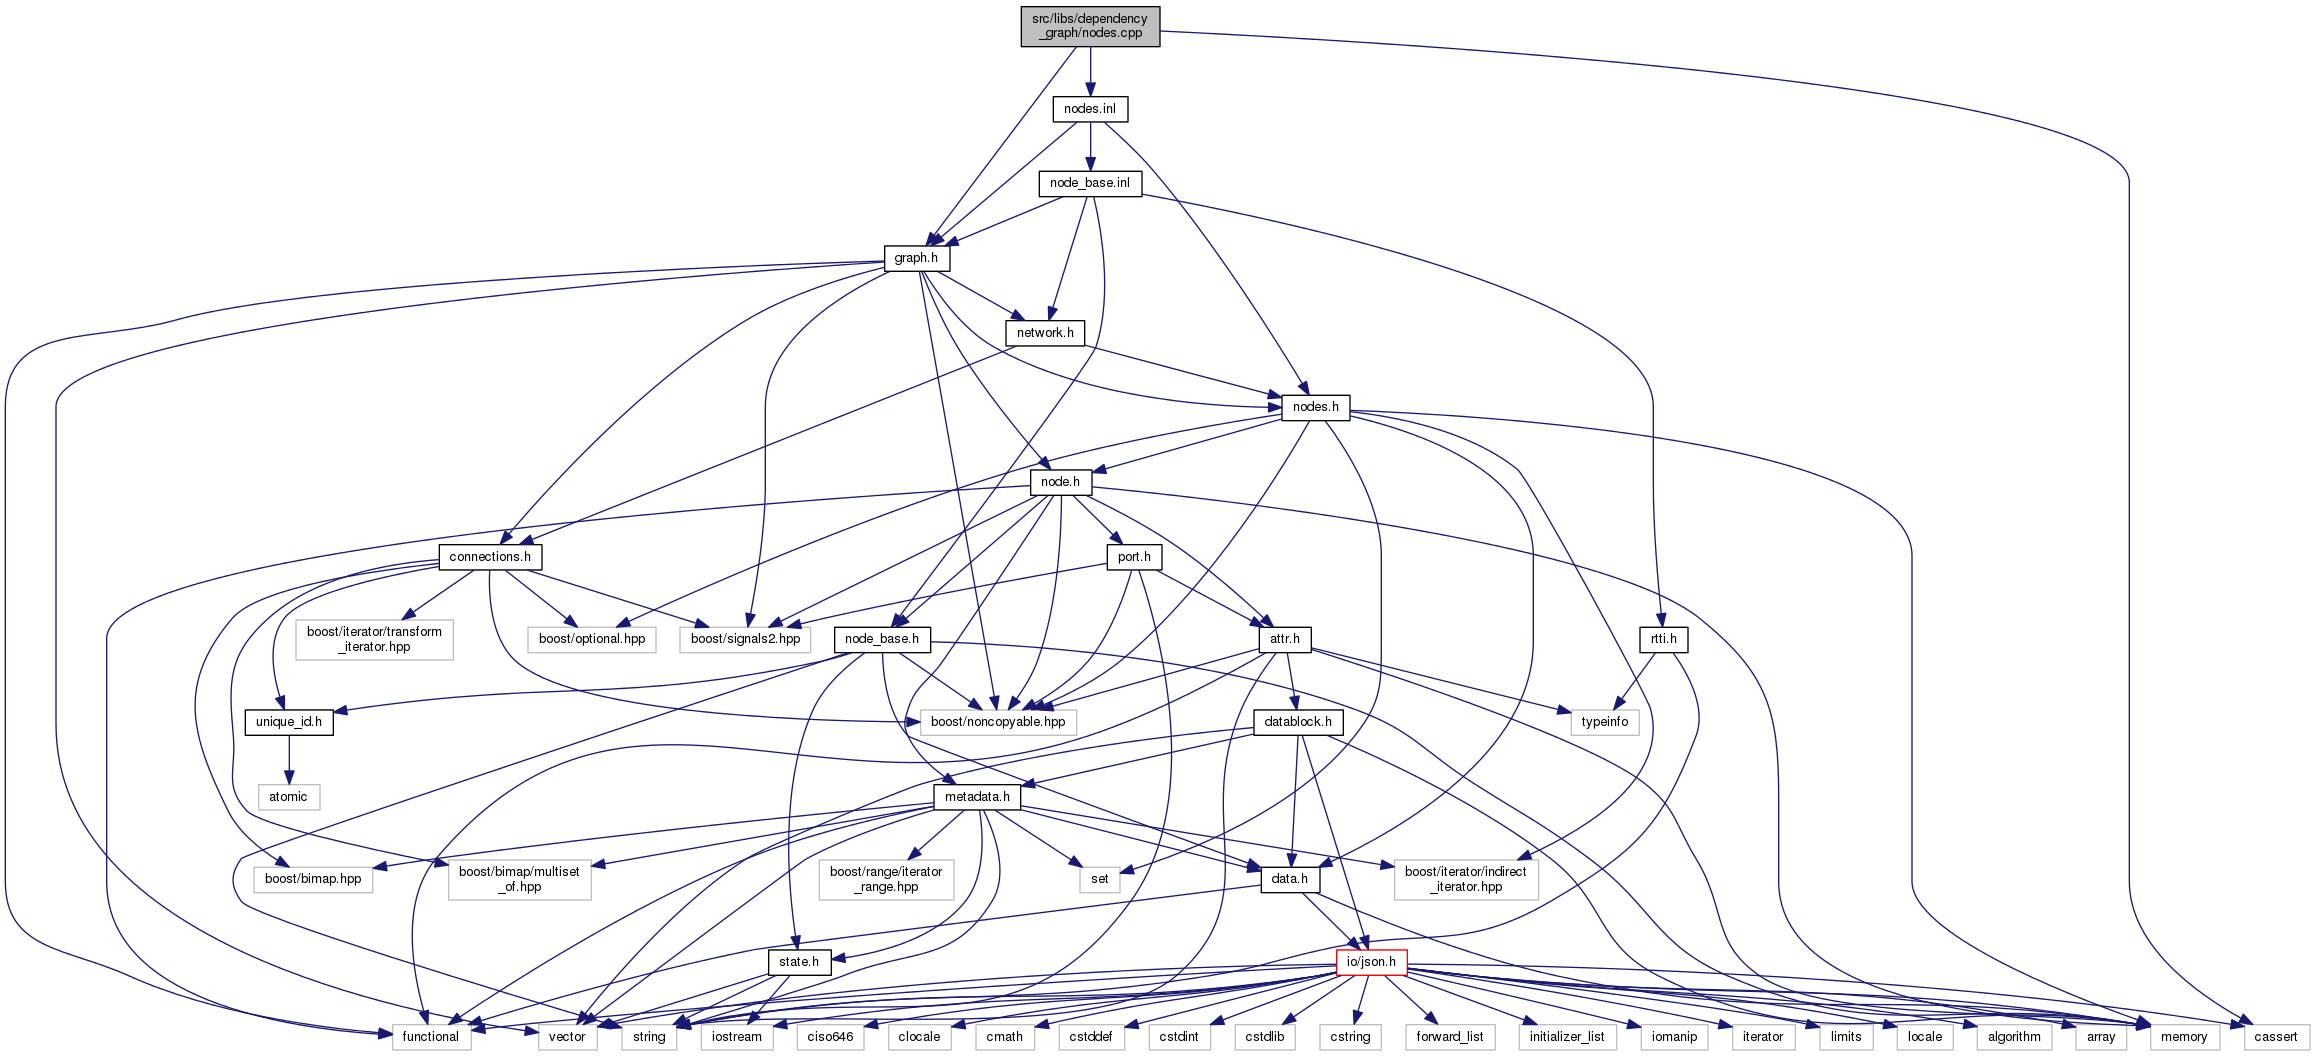 src/libs/dependency
_graph/nodes.cpp
nodes.inl
node_base.inl
graph.h
network.h
nodes.h
node.h
connections.h
port.h
boost/iterator/transform
_iterator.hpp
boost/optional.hpp
boost/signals2.hpp
node_base.h
attr.h
rtti.h
unique_id.h
boost/noncopyable.hpp
datablock.h
typeinfo
atomic
metadata.h
boost/bimap.hpp
boost/bimap/multiset
_of.hpp
boost/range/iterator
_range.hpp
set
data.h
boost/iterator/indirect
_iterator.hpp
state.h
io/json.h
functional
vector
string
iostream
ciso646
clocale
cmath
cstddef
cstdint
cstdlib
cstring
forward_list
initializer_list
iomanip
iterator
limits
locale
algorithm
array
memory
cassert